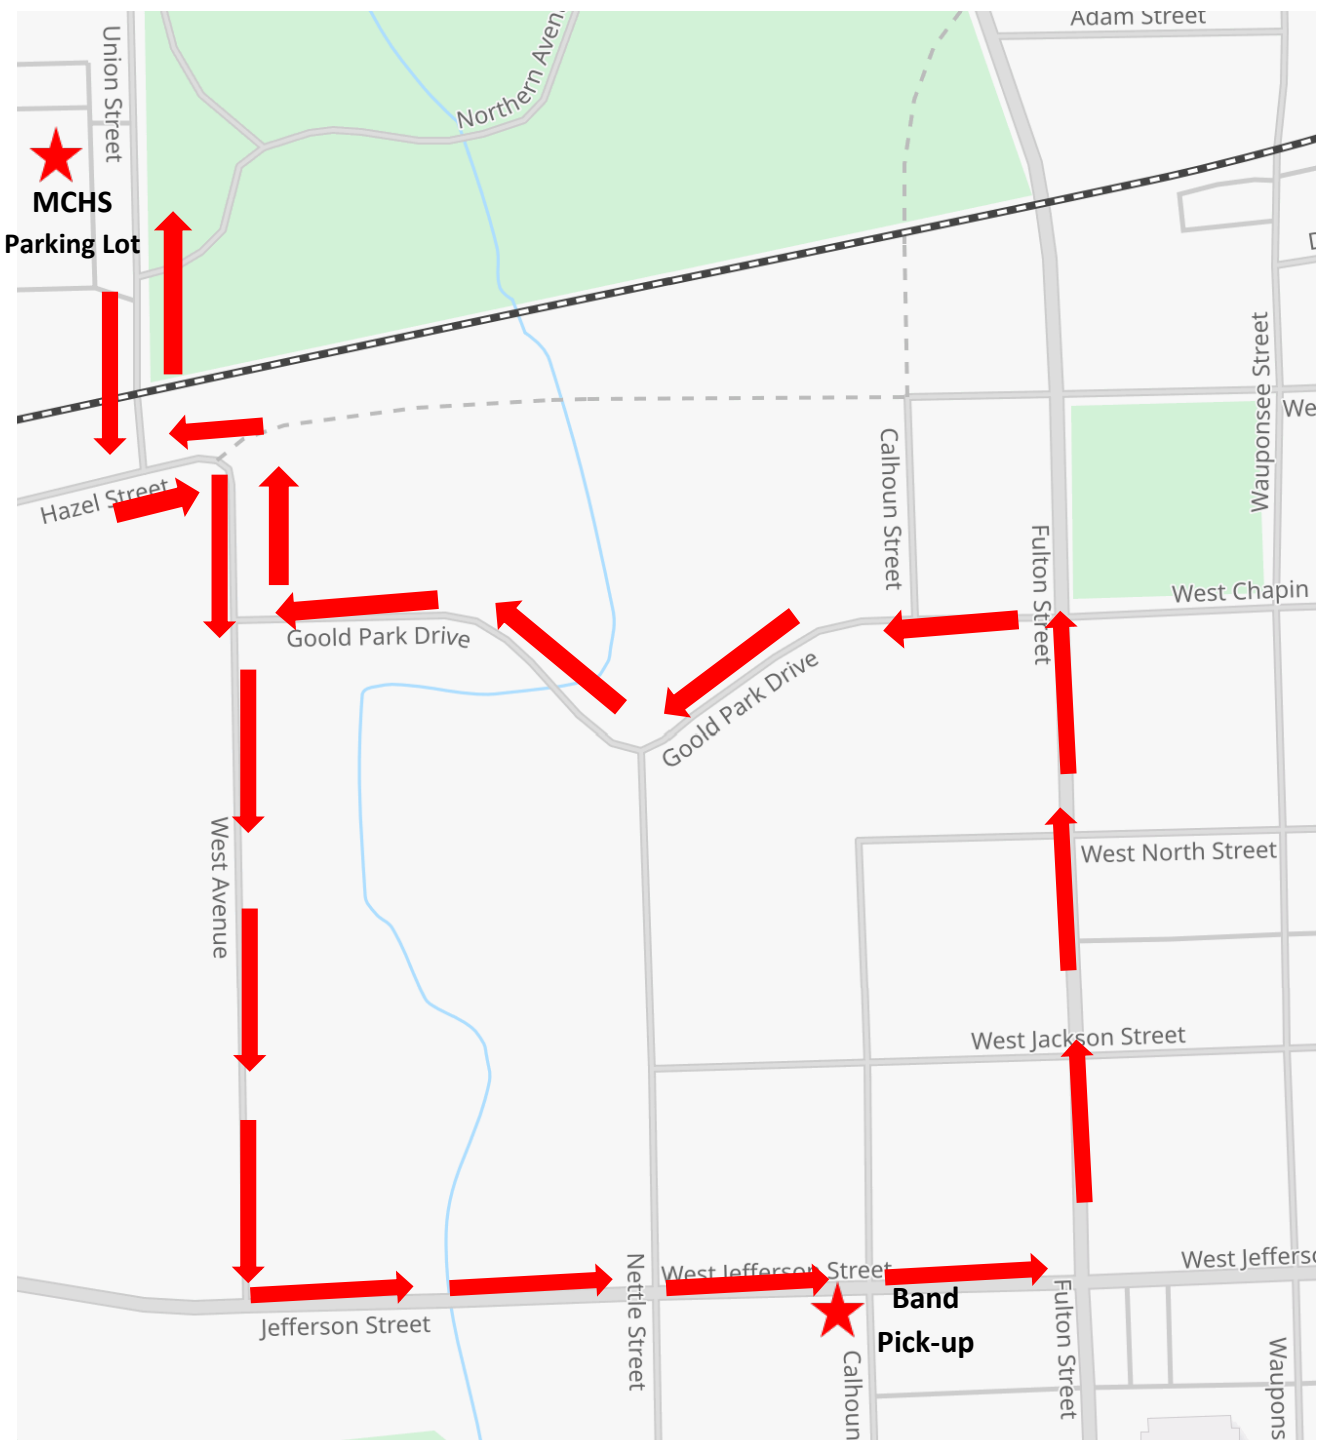 Adam Street
Union Street
Northern Aven
MCHS
Parking Lot
D
Waupponsee Street
We
Calhoun Street
Hazel Street
Fulton Street
West Chapin
Goold Park Drive
Goold Park Drive
West Avenue
West North Street
West Jackson Street
West Jefferso
Nettle Street
West Jefferson Street
Band
Pick-up
Fulton Street
Jefferson Street
Calhoun
Waupons